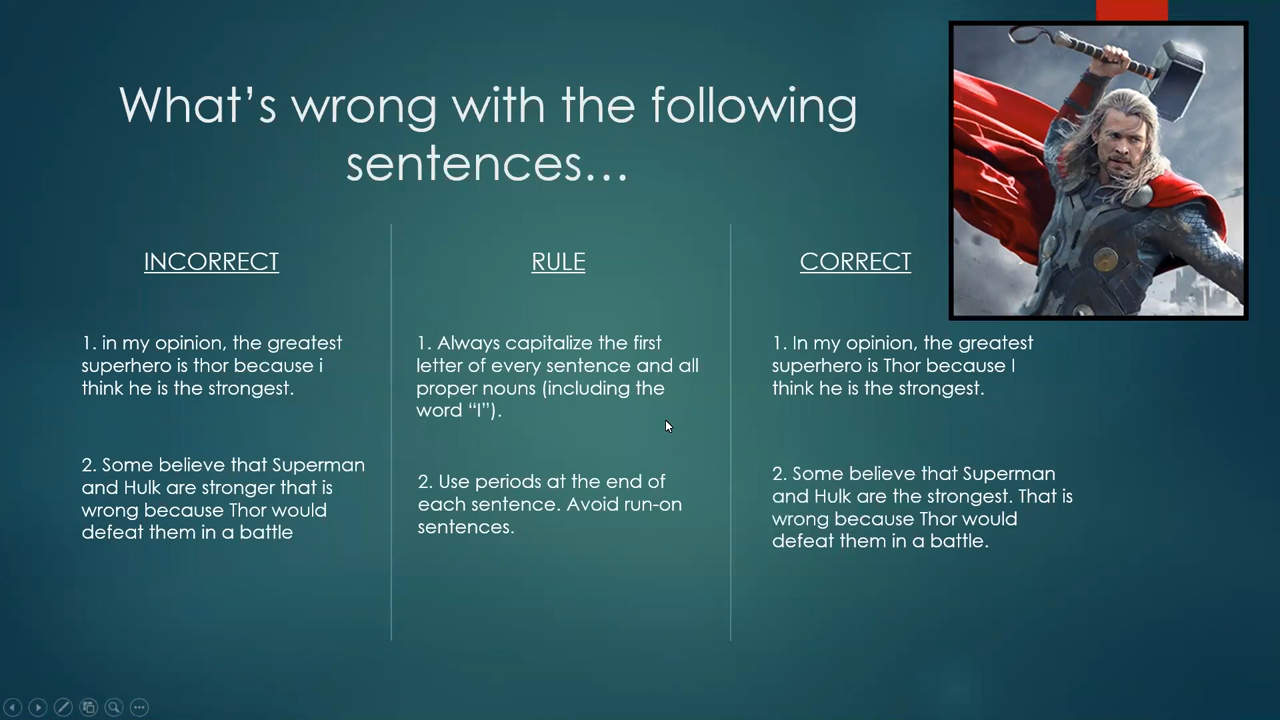 What's wrong with the following
sentences…
INCORRECT
1. in my opinion, the greatest
superhero is thor because i
think he is the strongest.
2. Some believe that Superman
and Hulk are stronger that is
wrong because Thor would
defeat them in a battle
RULE
1. Always capitalize the first
letter of every sentence and all
proper nouns (including the
word “I”).
2. Use periods at the end of
each sentence. Avoid run-on
sentences.
CORRECT
1. In my opinion, the greatest
superhero is Thor because I
think he is the strongest.
2. Some believe that Superman
and Hulk are the strongest. That is
wrong because Thor would
defeat them in a battle.